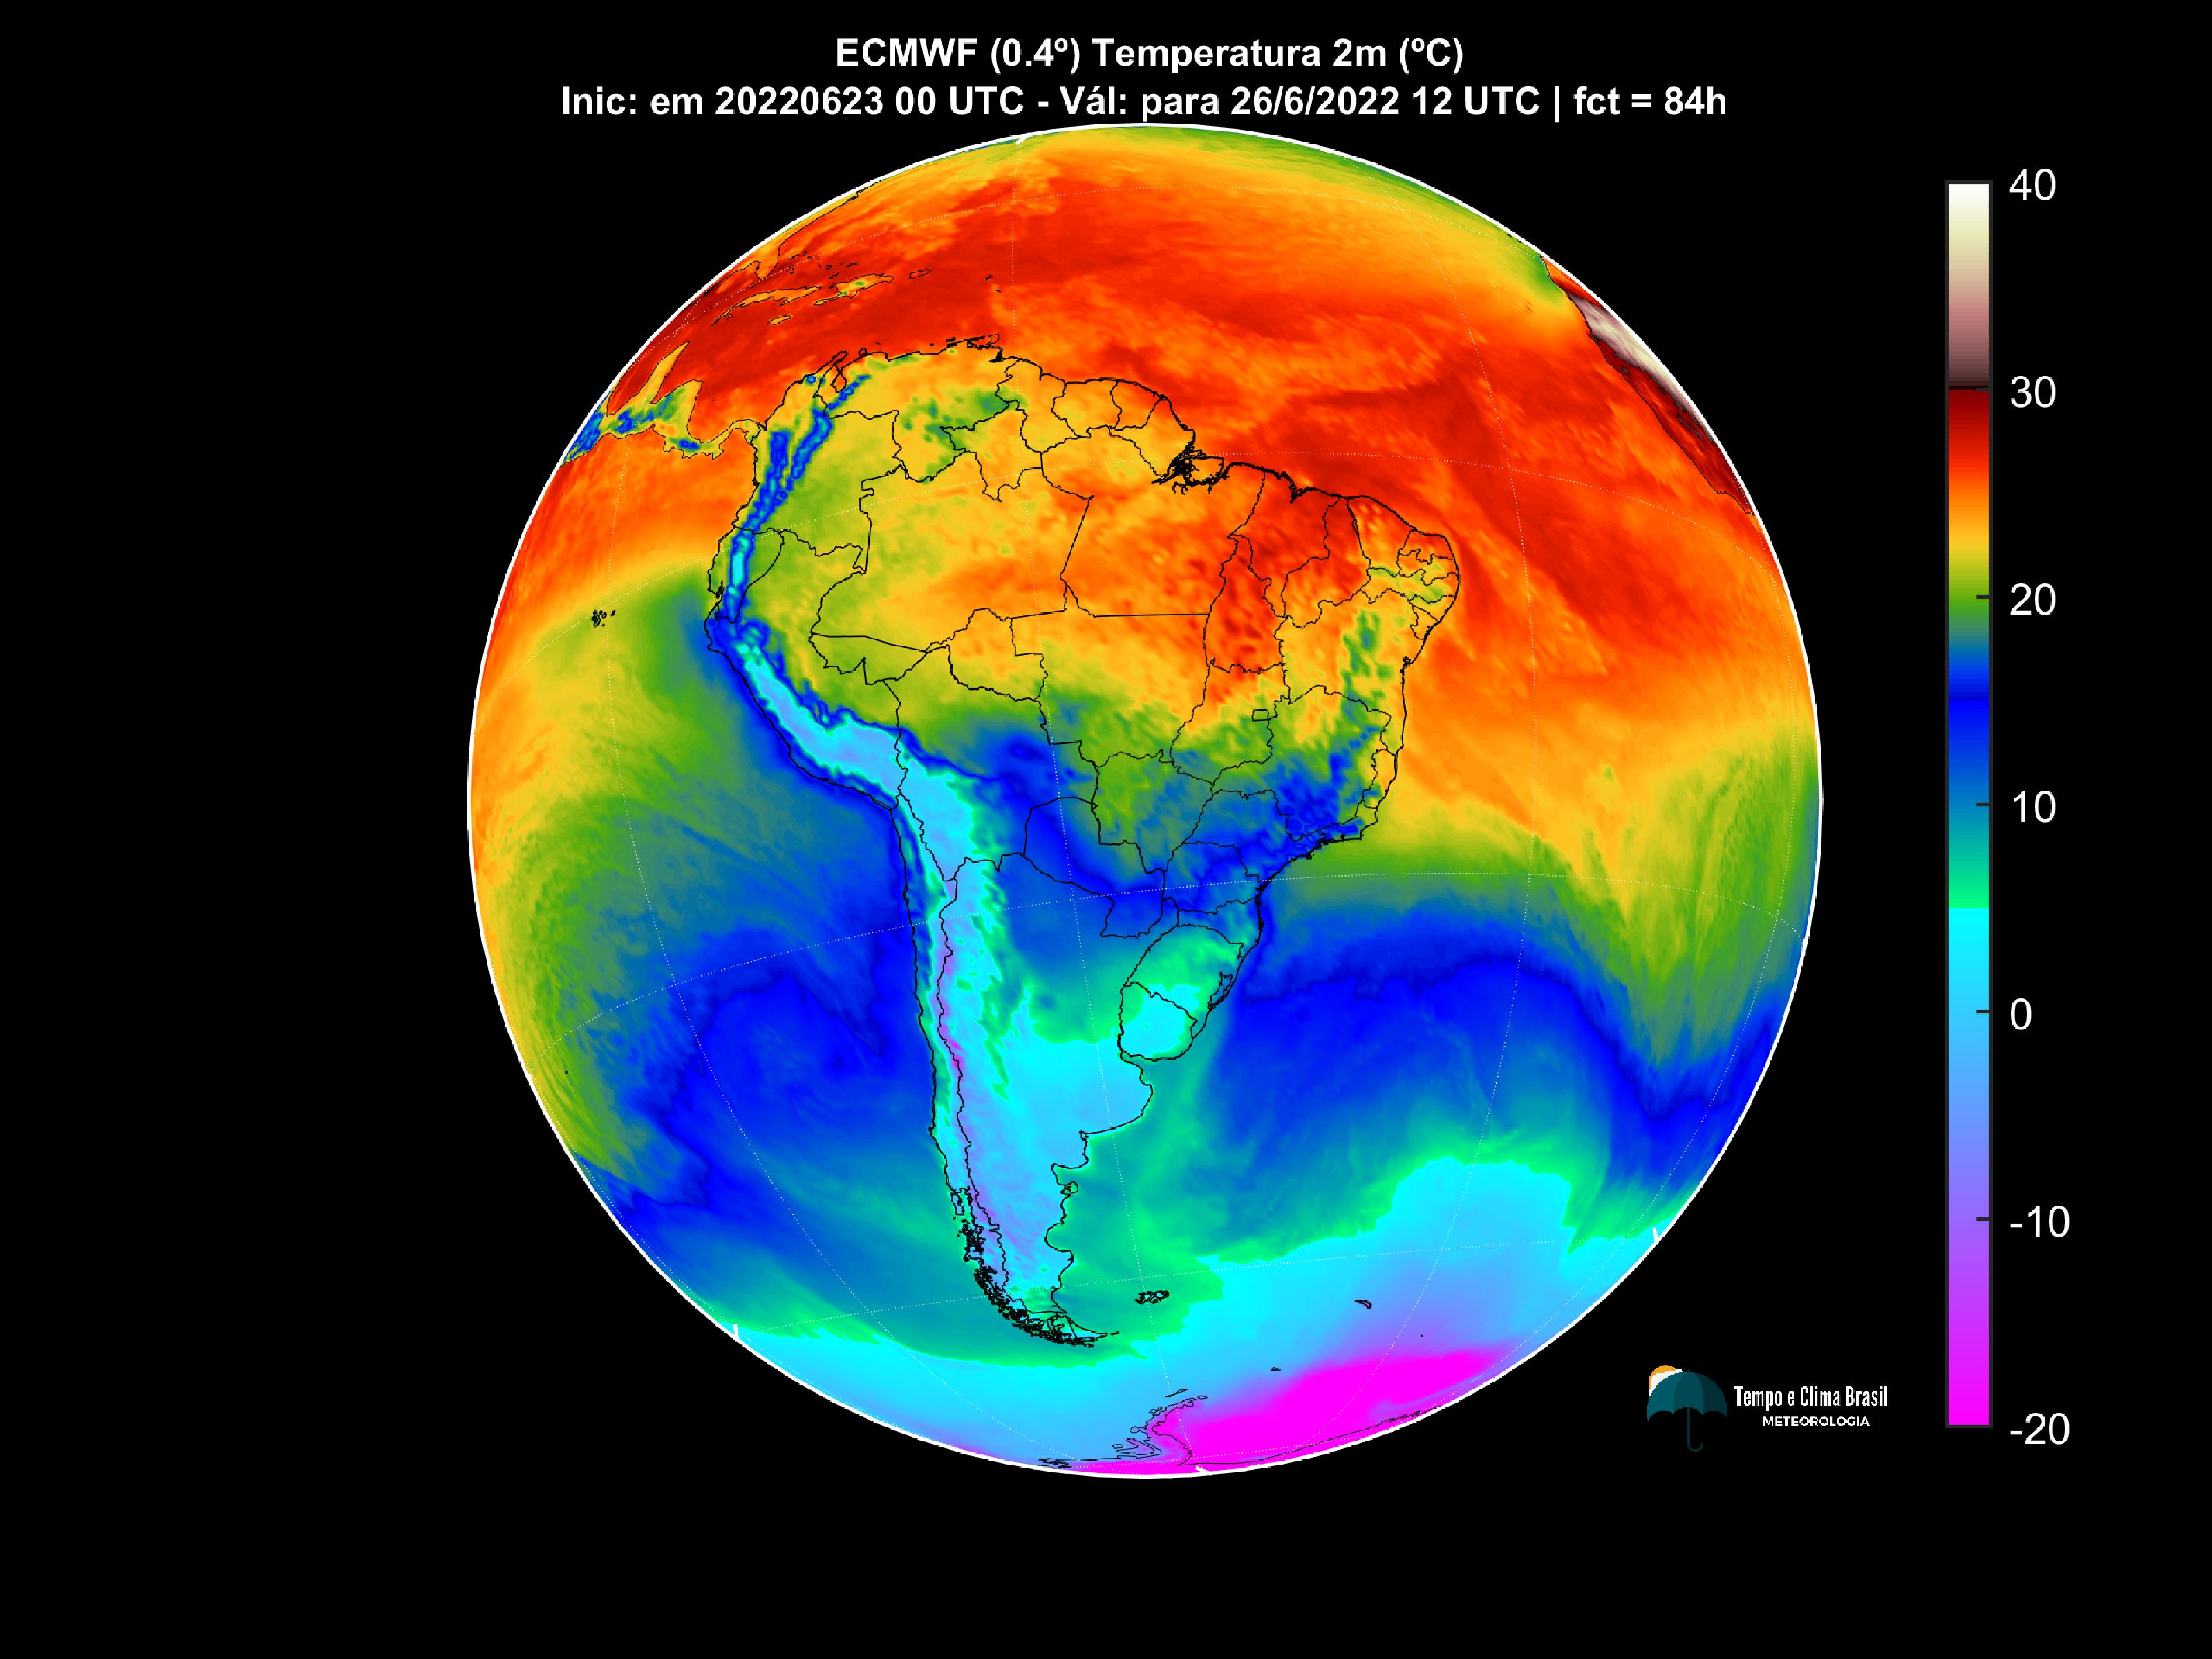 ECMWF (0.4º) Temperatura 2m (ºC)
Inic: em 20220623 00 UTC - Vál: para 26/6/2022 12 UTC | fct = 84h
40
30
20
10
0
-10
-20
Tempo e Clima Brasil
METEOROLOGIA